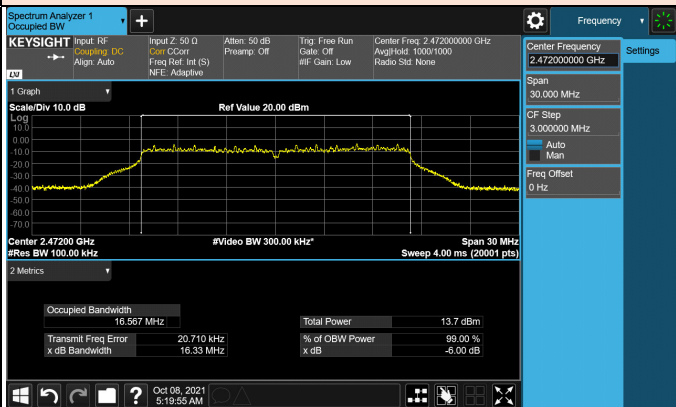 Spectrum Analyzer 1
Occupied BW
+
Frequency
KEYSIGHT
Input: RF
Coupling: DC
Align: Auto
Input Z: 50 Ω
Corr CCorr
Freq Ref: Int (S)
NFE: Adaptive
Atten: 50 dB
Preamp: Off
Trig: Free Run
Gate: Off
#IF Gain: Low
Center Freq: 2.472000000 GHz
Avg|Hold: 1000/1000
Radio Std: None
LXI
Center Frequency
2.472000000 GHz
Settings
Span
30.000 MHz
CF Step
3.000000 MHz
Auto
Man
Freq Offset
0 Hz
1 Graph
Scale/Div 10.0 dB
Ref Value 20.00 dBm
Log
10.0
0.00
-10.0
-20.0
-30.0
-40.0
-50.0
-60.0
-70.0
Center 2.47200 GHz
#Video BW 300.00 kHz*
Span 30 MHz
#Res BW 100.00 kHz
Sweep 4.00 ms (20001 pts)
2 Metrics
Occupied Bandwidth
16.567 MHz
Total Power
13.7 dBm
Transmit Freq Error
20.710 kHz
% of OBW Power
99.00 %
x dB Bandwidth
16.33 MHz
x dB
-6.00 dB
?
Oct 08, 2021
5:19:55 AM